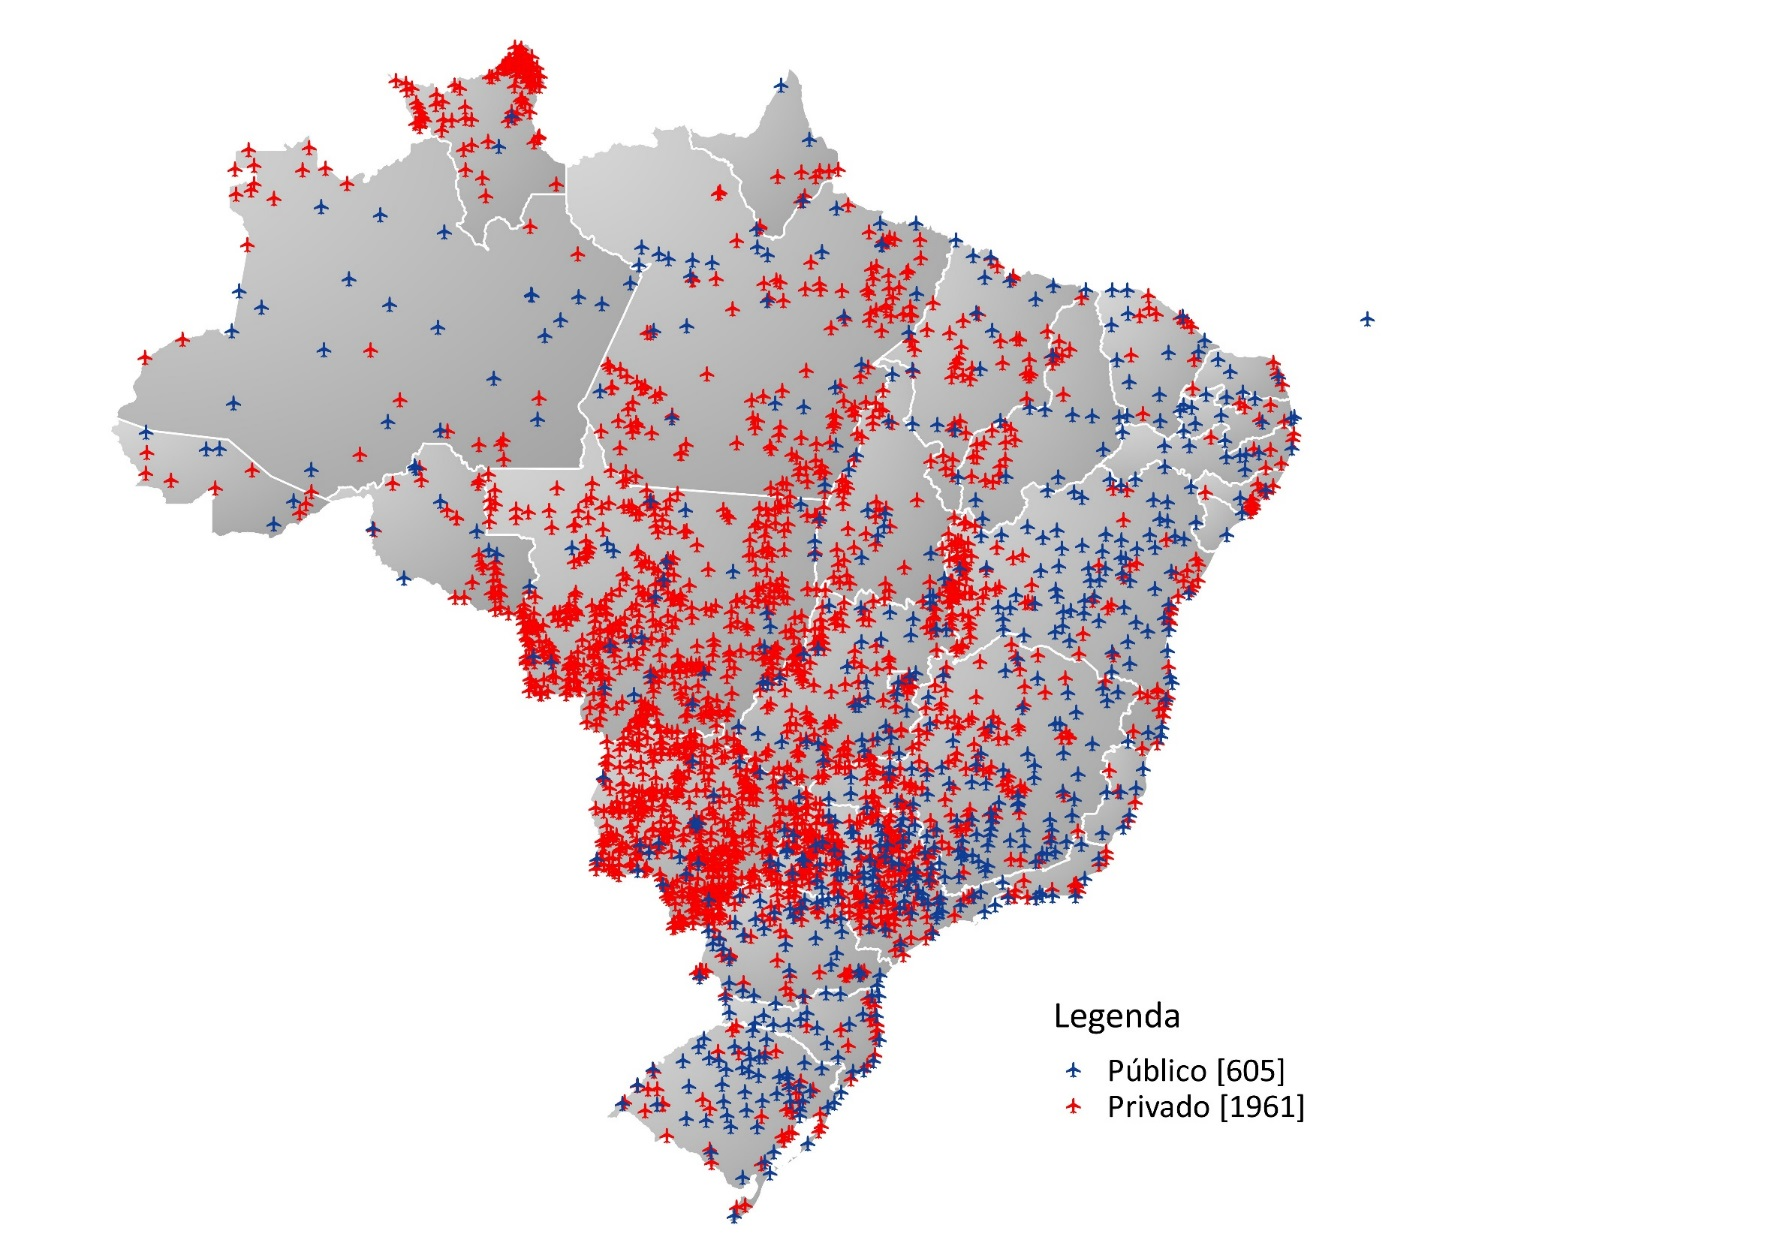 Legenda
Público [605]
Privado [1961]